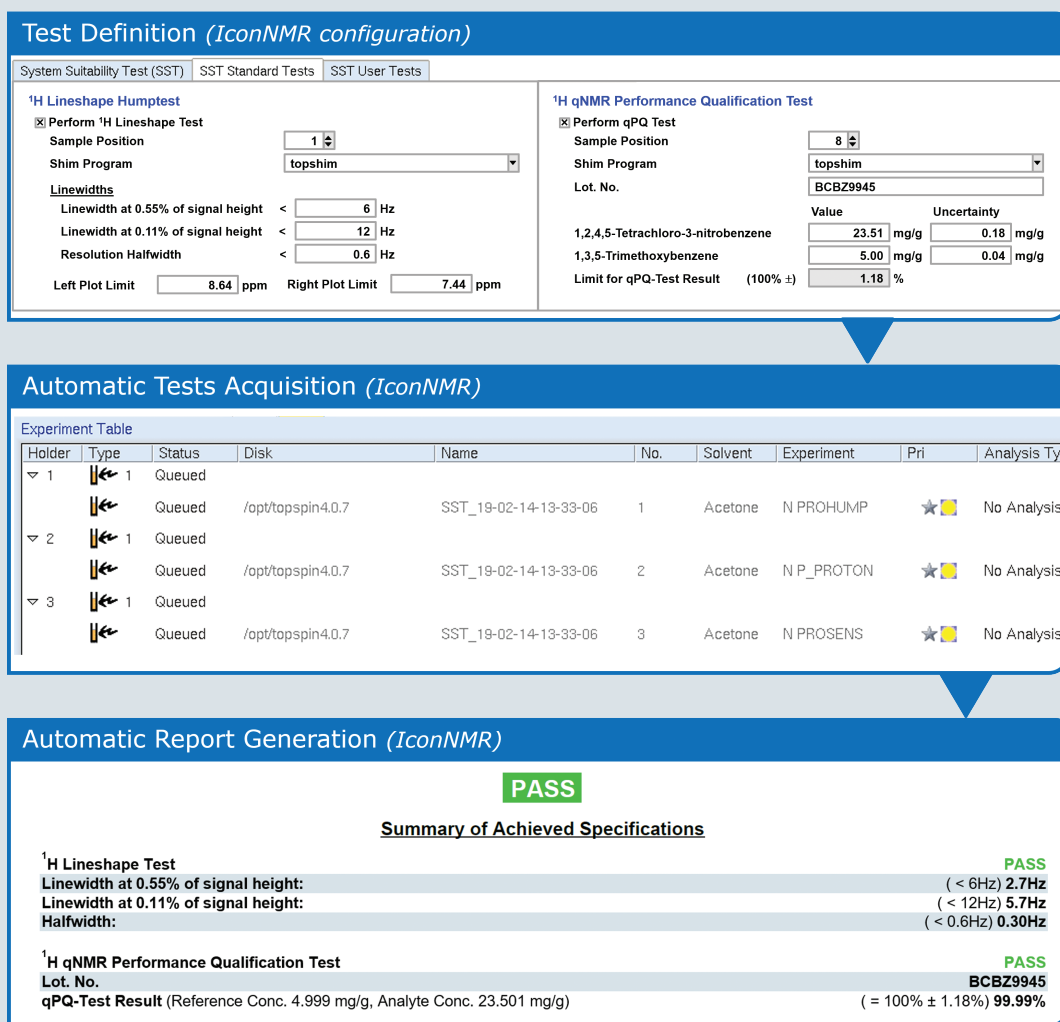 Test Definition (IconNMR configuration)
System Suitability Test (SST) SST Standard Tests SST User Tests
¹H Lineshape Humptest
Perform ¹H Lineshape Test
Sample Position 1
Shim Program topshim
Linewidths
Linewidth at 0.55% of signal height < 6 Hz
Linewidth at 0.11% of signal height < 12 Hz
Resolution Halfwidth < 0.6 Hz
Left Plot Limit 8.64 ppm Right Plot Limit 7.44 ppm
¹H qNMR Performance Qualification Test
Perform qPQ Test
Sample Position 8
Shim Program topshim
Lot. No. BCBZ9945
Value Uncertainty
1,2,4,5-Tetrachloro-3-nitrobenzene 23.51 mg/g 0.18 mg/g
1,3,5-Trimethoxybenzene 5.00 mg/g 0.04 mg/g
Limit for qPQ-Test Result (100% ±) 1.18 %
Automatic Tests Acquisition (IconNMR)
Experiment Table
Holder Type Status Disk Name No. Solvent Experiment Pri Analysis Ty
1 1 Queued
Queued /opt/topspin4.0.7 SST_19-02-14-13-33-06 1 Acetone N PROHUMP No Analysis
2 1 Queued
Queued /opt/topspin4.0.7 SST_19-02-14-13-33-06 2 Acetone N P_PROTON No Analysis
3 1 Queued
Queued /opt/topspin4.0.7 SST_19-02-14-13-33-06 3 Acetone N PROSENS No Analysis
Automatic Report Generation (IconNMR)
PASS
Summary of Achieved Specifications
¹H Lineshape Test PASS
Linewidth at 0.55% of signal height: ( < 6Hz) 2.7Hz
Linewidth at 0.11% of signal height: ( < 12Hz) 5.7Hz
Halfwidth: ( < 0.6Hz) 0.30Hz
¹H qNMR Performance Qualification Test PASS
Lot. No. BCBZ9945
qPQ-Test Result (Reference Conc. 4.999 mg/g, Analyte Conc. 23.501 mg/g) ( = 100% ± 1.18%) 99.99%